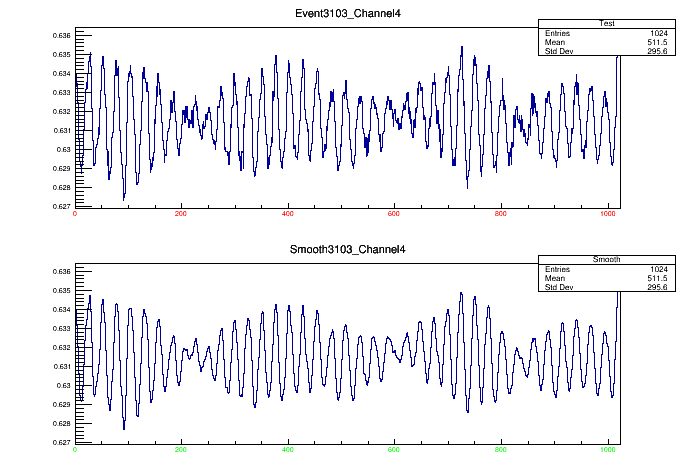 Event3103_Channel4
Test
Entries 1024
Mean 511.5
Std Dev 295.6
0.636
0.635
0.634
0.633
0.632
0.631
0.63
0.629
0.628
0.627
0 200 400 600 800 1000
Smooth3103_Channel4
Smooth
Entries 1024
Mean 511.5
Std Dev 295.6
0.636
0.635
0.634
0.633
0.632
0.631
0.63
0.629
0.628
0.627
0 200 400 600 800 1000